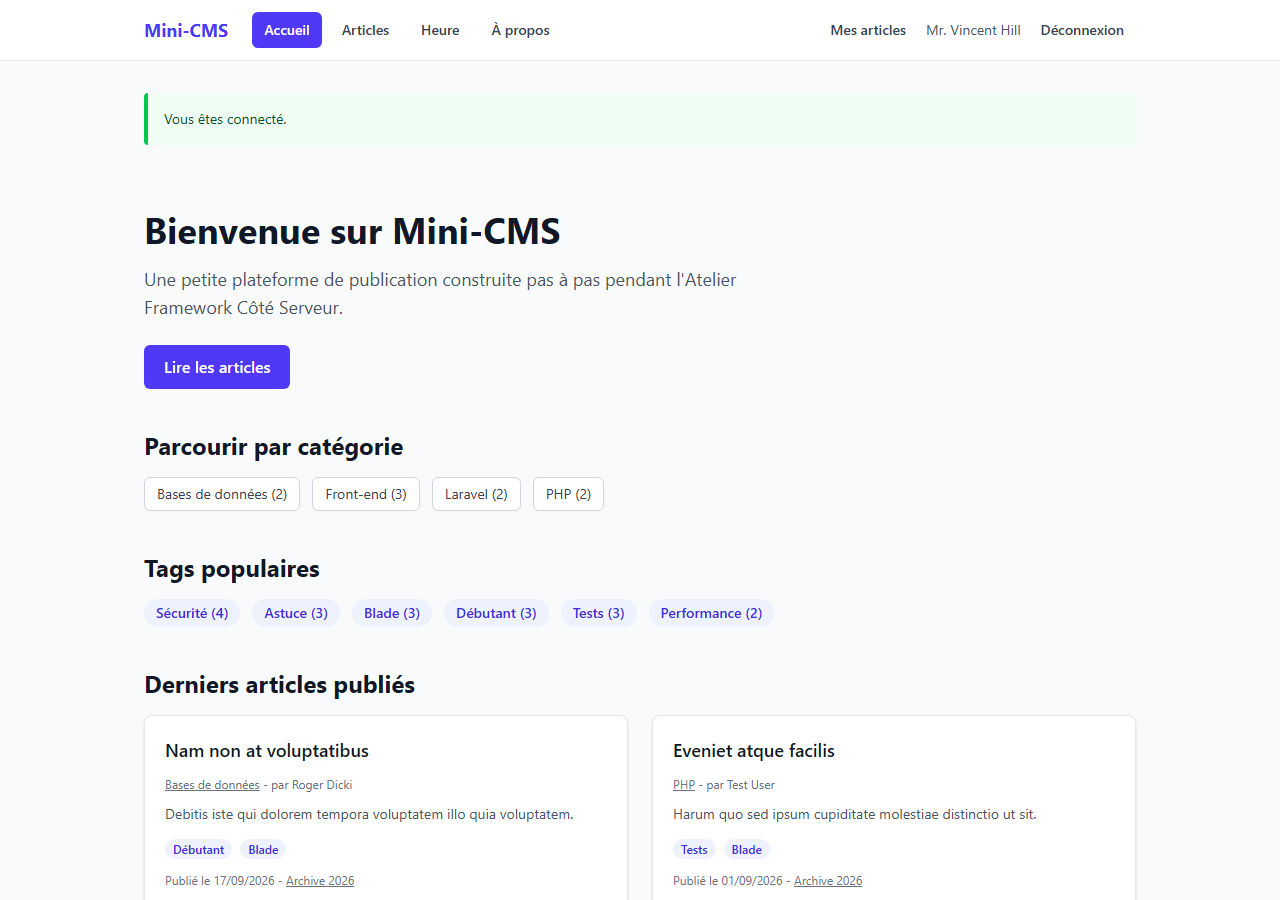 Mini-CMS Accueil Articles Heure À propos Mes articles Mr. Vincent Hill Déconnexion
Vous êtes connecté.
Bienvenue sur Mini-CMS
Une petite plateforme de publication construite pas à pas pendant l'Atelier
Framework Côté Serveur.
Lire les articles
Parcourir par catégorie
Bases de données (2) Front-end (3) Laravel (2) PHP (2)
Tags populaires
Sécurité (4) Astuce (3) Blade (3) Débutant (3) Tests (3) Performance (2)
Derniers articles publiés
Nam non at voluptatibus
Bases de données - par Roger Dicki
Debitis iste qui dolorem tempora voluptatem illo quia voluptatem.
Débutant Blade
Publié le 17/09/2026 - Archive 2026
Eveniet atque facilis
PHP - par Test User
Harum quo sed ipsum cupiditate molestiae distinctio ut sit.
Tests Blade
Publié le 01/09/2026 - Archive 2026